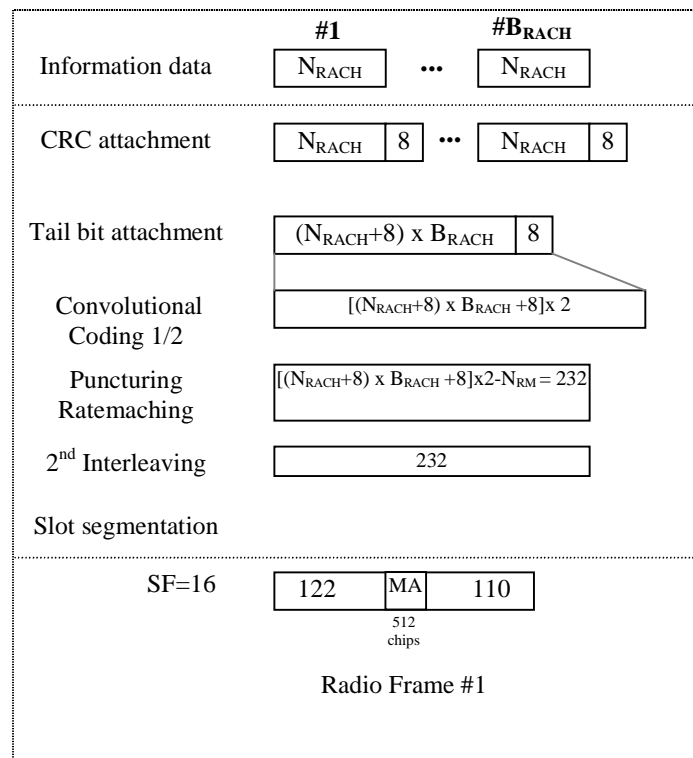 #1 #B_RACH
Information data N_RACH ... N_RACH
CRC attachment N_RACH 8 ... N_RACH 8
Tail bit attachment (N_RACH+8) x B_RACH 8
Convolutional
Coding 1/2
[(N_RACH+8) x B_RACH +8]x 2
Puncturing
Ratemaching
[(N_RACH+8) x B_RACH +8]x2-N_RM = 232
2nd Interleaving 232
Slot segmentation
SF=16 122 MA 110
512
chips
Radio Frame #1